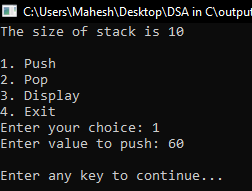 C:\Users\Mahesh\Desktop\DSA in C\output
The size of stack is 10
1. Push
2. Pop
3. Display
4. Exit
Enter your choice: 1
Enter value to push: 60
Enter any key to continue...